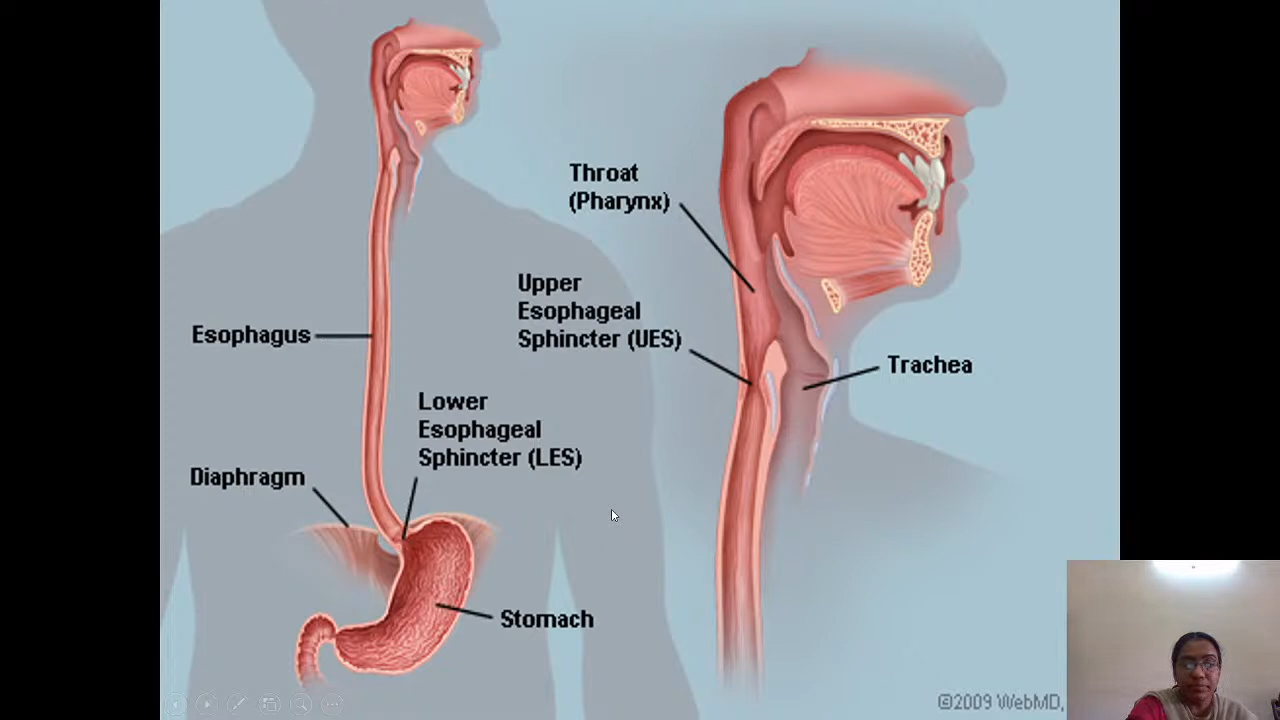 Throat
(Pharynx)
Upper
Esophageal
Sphincter (UES)
Esophagus
Trachea
Lower
Esophageal
Sphincter (LES)
Diaphragm
Stomach
©2009 WebMD,